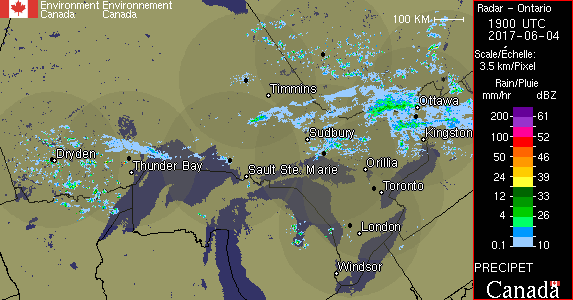 Environment Environnement
Canada Canada
100 KM
Timmins
Ottawa
Sudbury
Kingston
Dryden
Thunder Bay
Sault Ste. Marie
Orillia
Toronto
London
Windsor
Radar - Ontario
1900 UTC
2017-06-04
Scale/Échelle:
3.5 km/Pixel
Rain/Pluie
mm/hr dBZ
200 61
100 56
52
50 46
24 39
12 33
4 26
0.1 10
PRECIPET
Canada